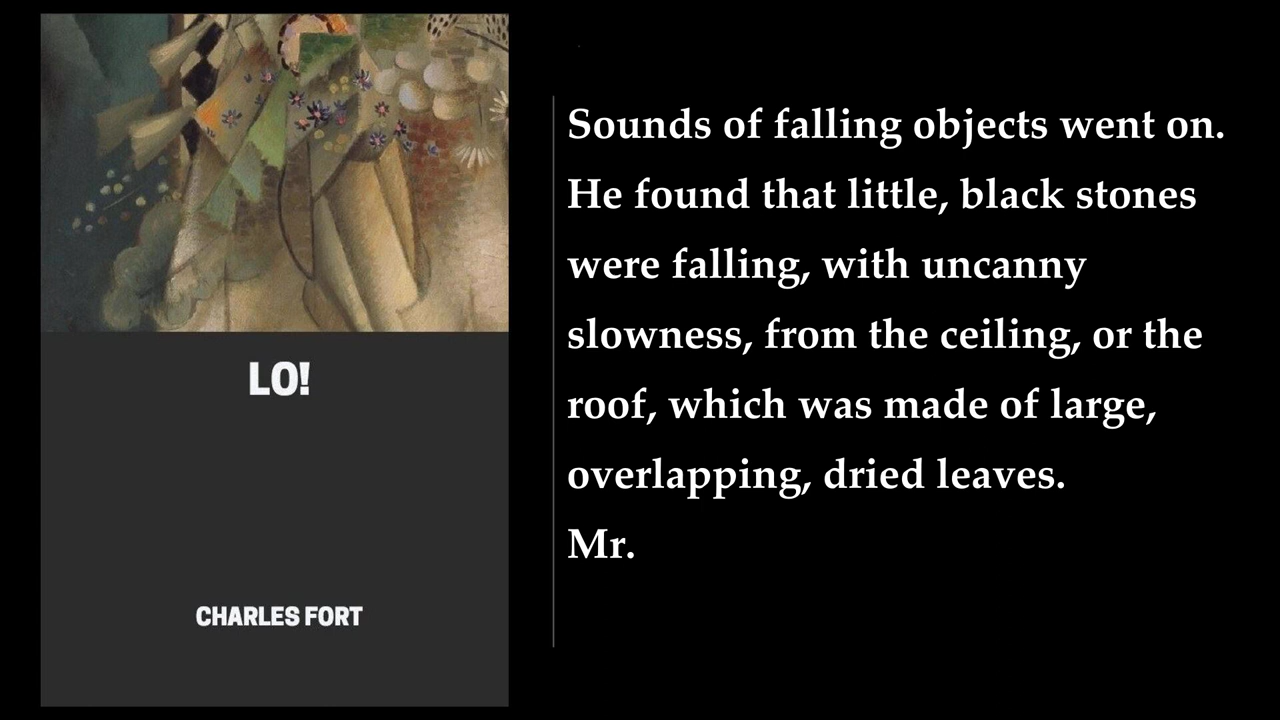 LO!
CHARLES FORT
Sounds of falling objects went on.
He found that little, black stones
were falling, with uncanny
slowness, from the ceiling, or the
roof, which was made of large,
overlapping, dried leaves.
Mr.